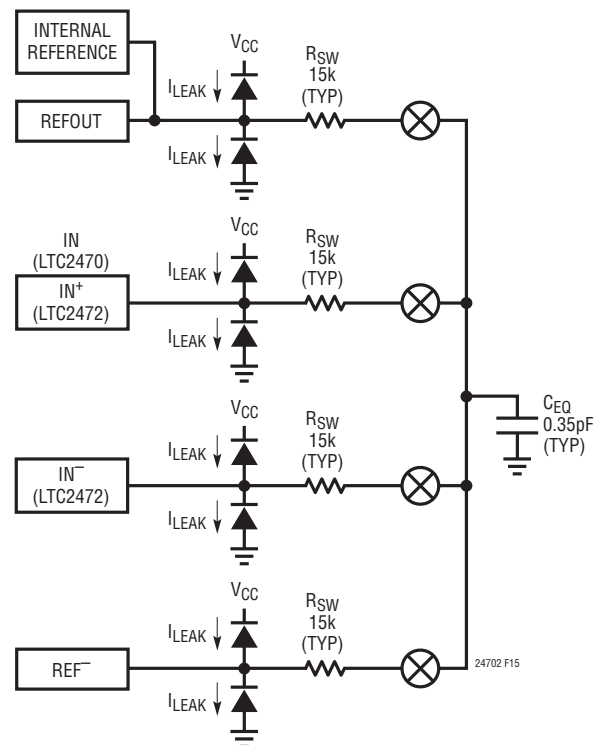 INTERNAL
REFERENCE
REFOUT
VCC
ILEAK
ILEAK
RSW
15k
(TYP)
IN
(LTC2470)
IN+
(LTC2472)
VCC
ILEAK
ILEAK
RSW
15k
(TYP)
CEQ
0.35pF
(TYP)
IN−
(LTC2472)
VCC
ILEAK
ILEAK
RSW
15k
(TYP)
REF−
VCC
ILEAK
ILEAK
RSW
15k
(TYP)
24702 F15